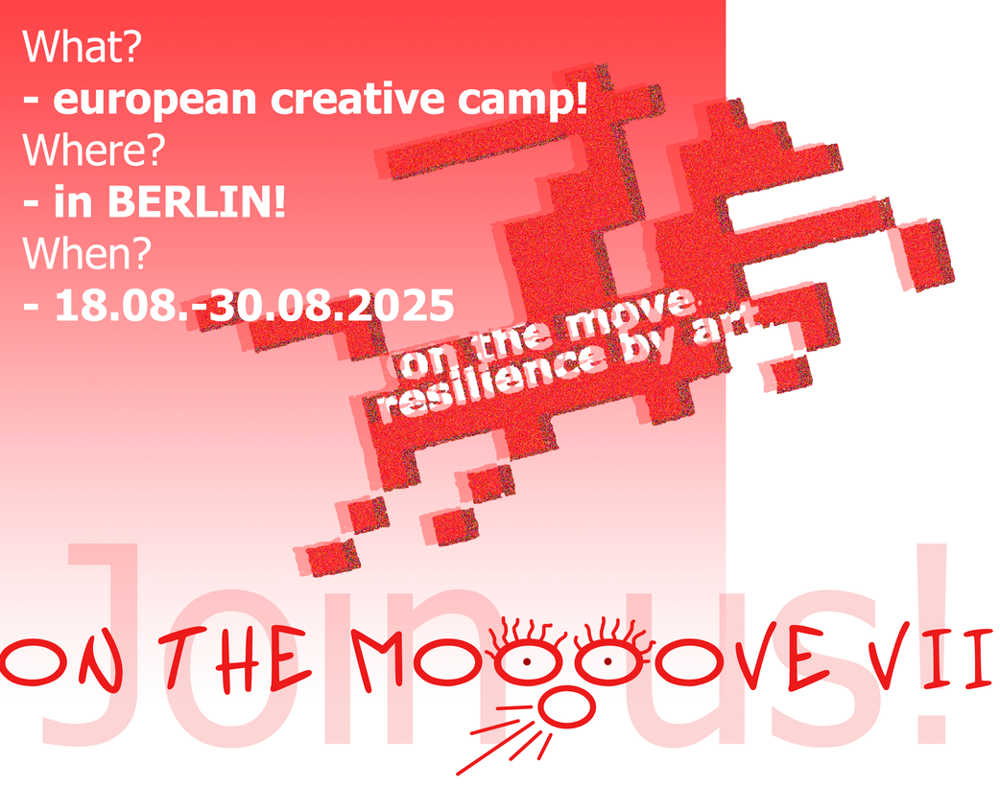 What?
- european creative camp!
Where?
- in BERLIN!
When?
- 18.08.-30.08.2025
on the move
resilience by art
Join us!
ON THE MOOOOVE VII